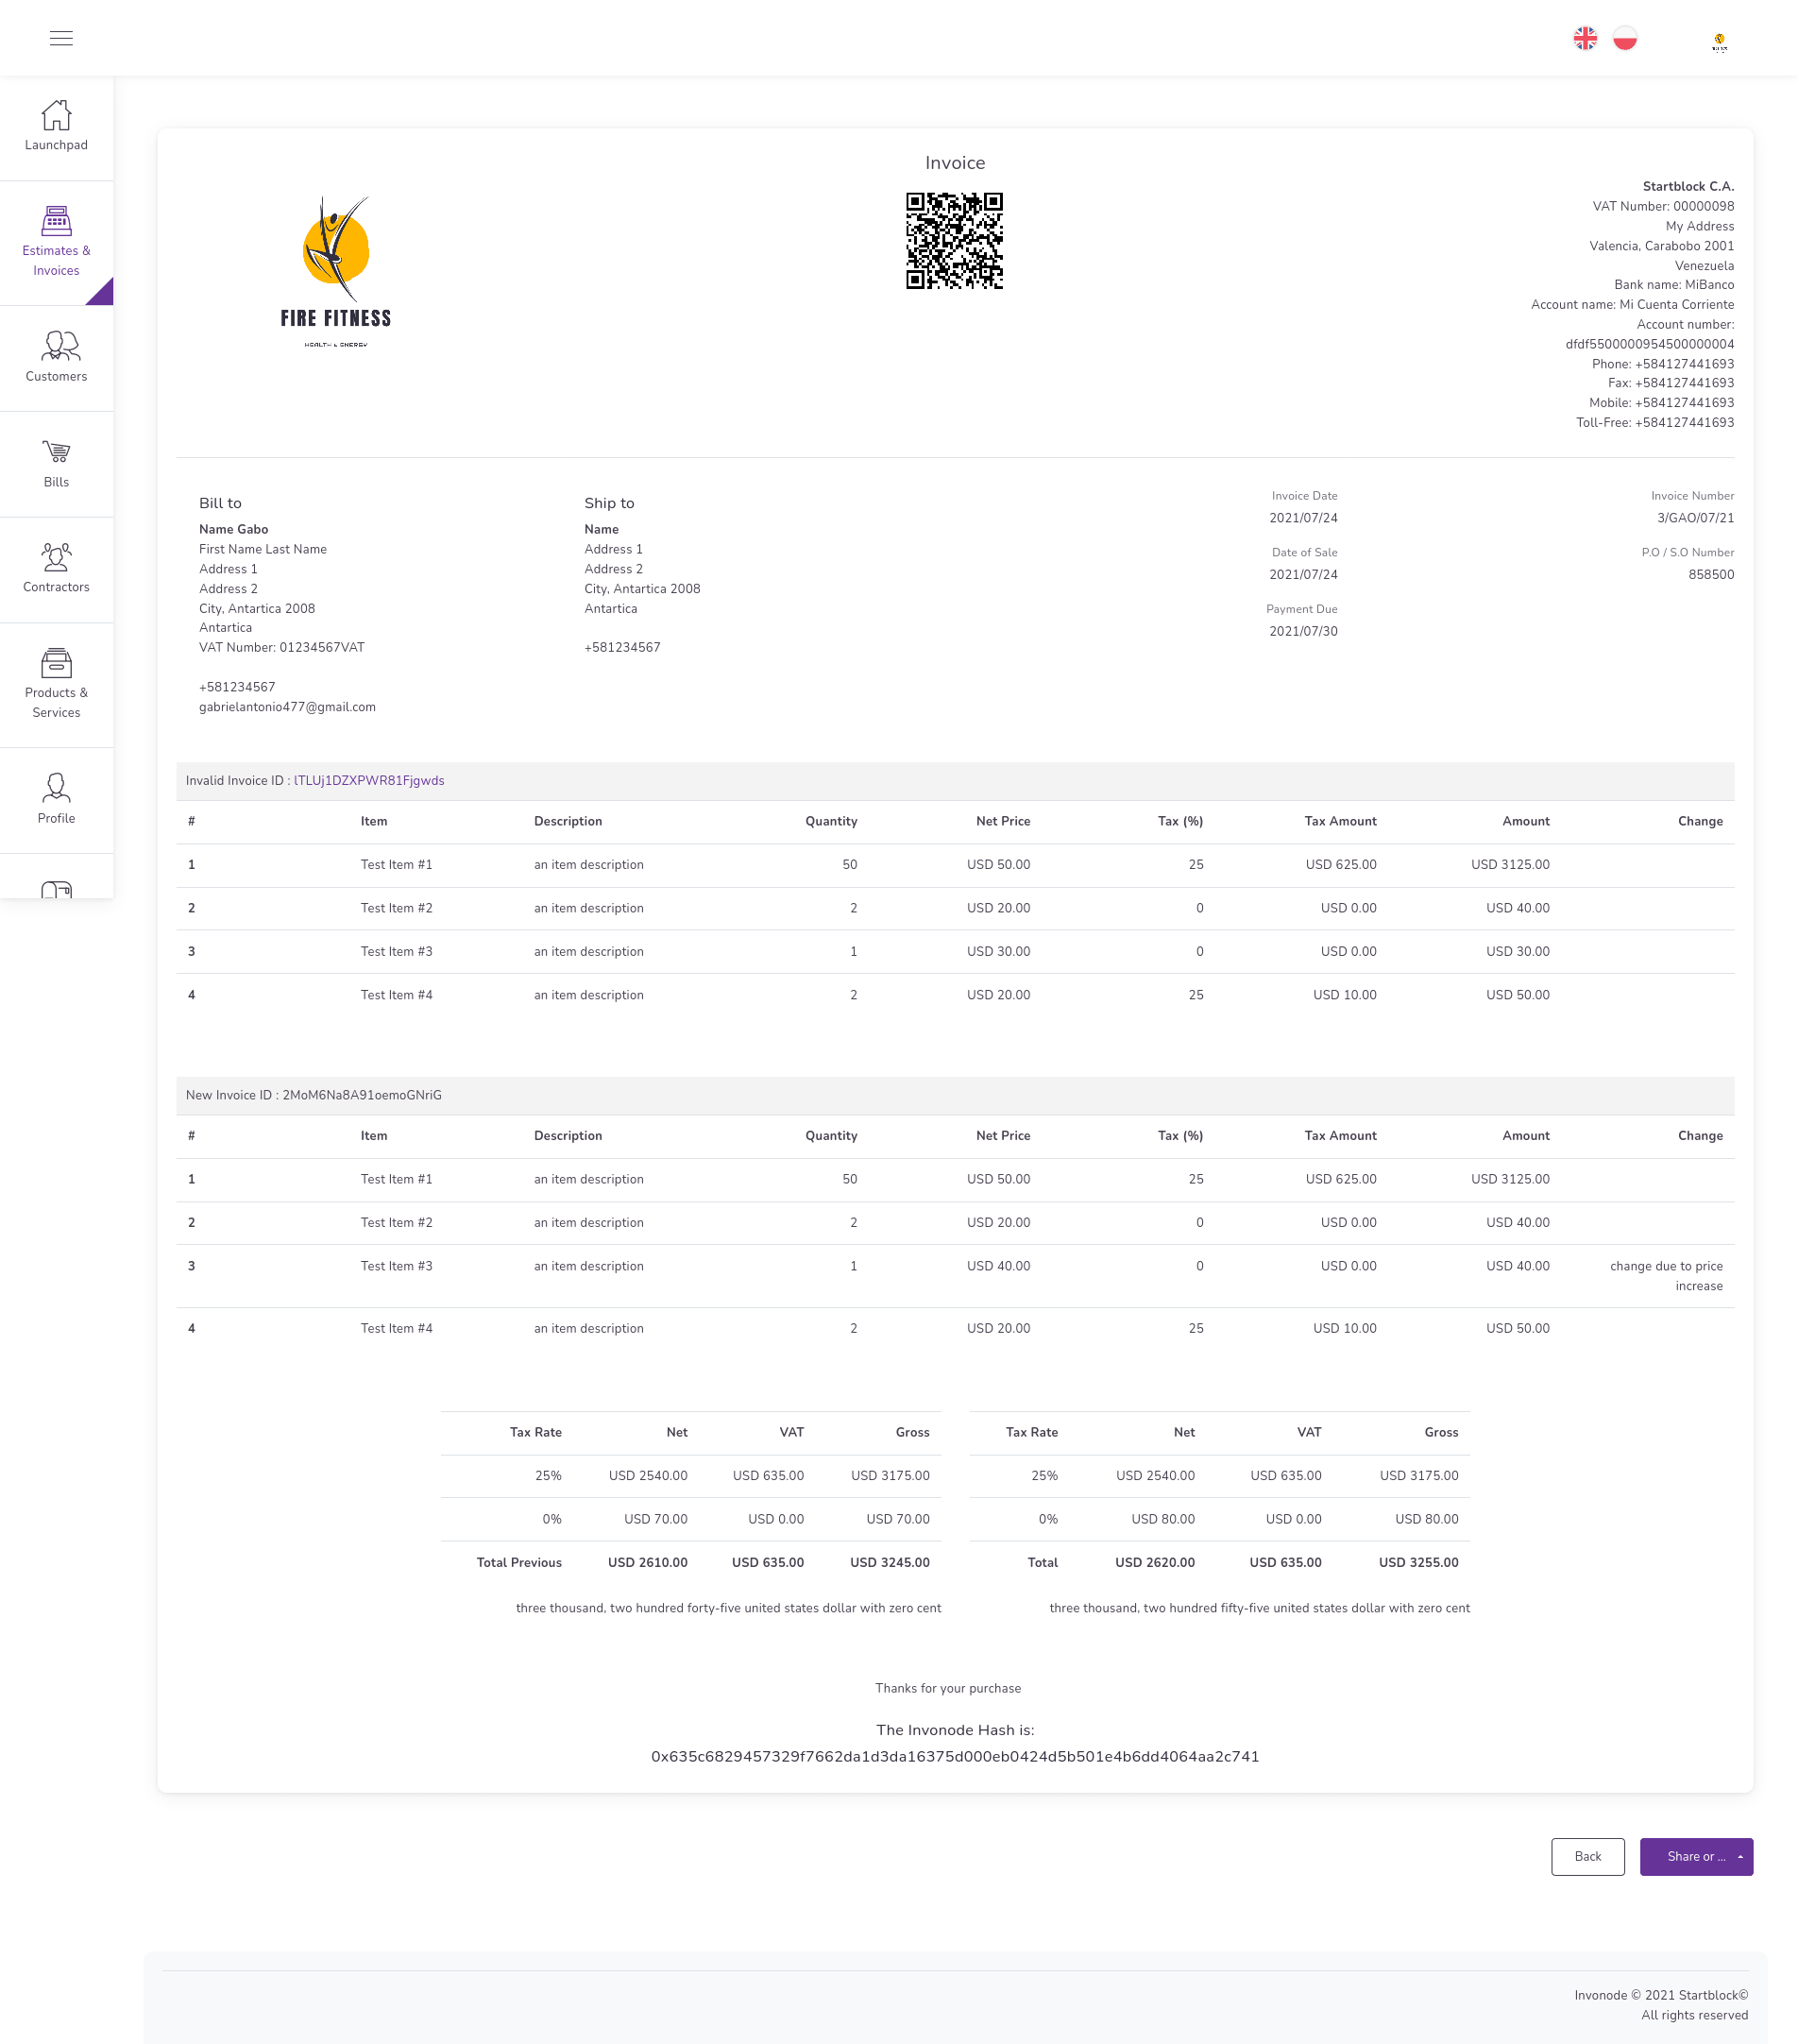 Launchpad
Estimates &
Invoices
Customers
Bills
Contractors
Products &
Services
Profile
Invoice
FIRE FITNESS
HEALTH & ENERGY
Startblock C.A.
VAT Number: 00000098
My Address
Valencia, Carabobo 2001
Venezuela
Bank name: MiBanco
Account name: Mi Cuenta Corriente
Account number:
dfdf5500000954500000004
Phone: +584127441693
Fax: +584127441693
Mobile: +584127441693
Toll-Free: +584127441693
Bill to
Name Gabo
First Name Last Name
Address 1
Address 2
City, Antartica 2008
Antartica
VAT Number: 01234567VAT
+581234567
gabrielantonio477@gmail.com
Ship to
Name
Address 1
Address 2
City, Antartica 2008
Antartica
+581234567
Invoice Date
2021/07/24
Date of Sale
2021/07/24
Payment Due
2021/07/30
Invoice Number
3/GAO/07/21
P.O / S.O Number
858500
Invalid Invoice ID : lTLUj1DZXPWR81Fjgwds
# Item Description Quantity Net Price Tax (%) Tax Amount Amount Change
1 Test Item #1 an item description 50 USD 50.00 25 USD 625.00 USD 3125.00
2 Test Item #2 an item description 2 USD 20.00 0 USD 0.00 USD 40.00
3 Test Item #3 an item description 1 USD 30.00 0 USD 0.00 USD 30.00
4 Test Item #4 an item description 2 USD 20.00 25 USD 10.00 USD 50.00
New Invoice ID : 2MoM6Na8A91oemoGNriG
# Item Description Quantity Net Price Tax (%) Tax Amount Amount Change
1 Test Item #1 an item description 50 USD 50.00 25 USD 625.00 USD 3125.00
2 Test Item #2 an item description 2 USD 20.00 0 USD 0.00 USD 40.00
3 Test Item #3 an item description 1 USD 40.00 0 USD 0.00 USD 40.00 change due to price
increase
4 Test Item #4 an item description 2 USD 20.00 25 USD 10.00 USD 50.00
Tax Rate Net VAT Gross
25% USD 2540.00 USD 635.00 USD 3175.00
0% USD 70.00 USD 0.00 USD 70.00
Total Previous USD 2610.00 USD 635.00 USD 3245.00
three thousand, two hundred forty-five united states dollar with zero cent
Tax Rate Net VAT Gross
25% USD 2540.00 USD 635.00 USD 3175.00
0% USD 80.00 USD 0.00 USD 80.00
Total USD 2620.00 USD 635.00 USD 3255.00
three thousand, two hundred fifty-five united states dollar with zero cent
Thanks for your purchase
The Invonode Hash is:
0x635c6829457329f7662da1d3da16375d000eb0424d5b501e4b6dd4064aa2c741
Back
Share or ...
Invonode © 2021 Startblock©
All rights reserved